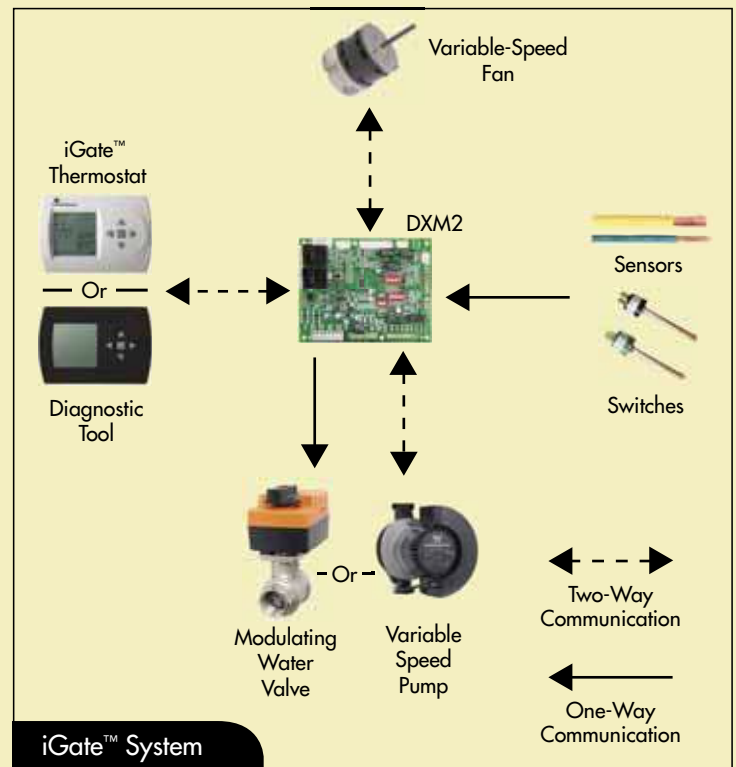 Variable-Speed
Fan
iGate™
Thermostat
DXM2
Or
Sensors
Diagnostic
Tool
Switches
Or
Modulating
Water
Valve
Variable
Speed
Pump
Two-Way
Communication
One-Way
Communication
iGate™ System